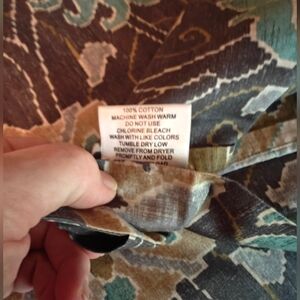 100% COTTON
MACHINE WASH WARM
DO NOT USE
CHLORINE BLEACH
WASH WITH LIKE COLORS
TUMBLE DRY LOW
REMOVE FROM DRYER
PROMPTLY AND FOLD